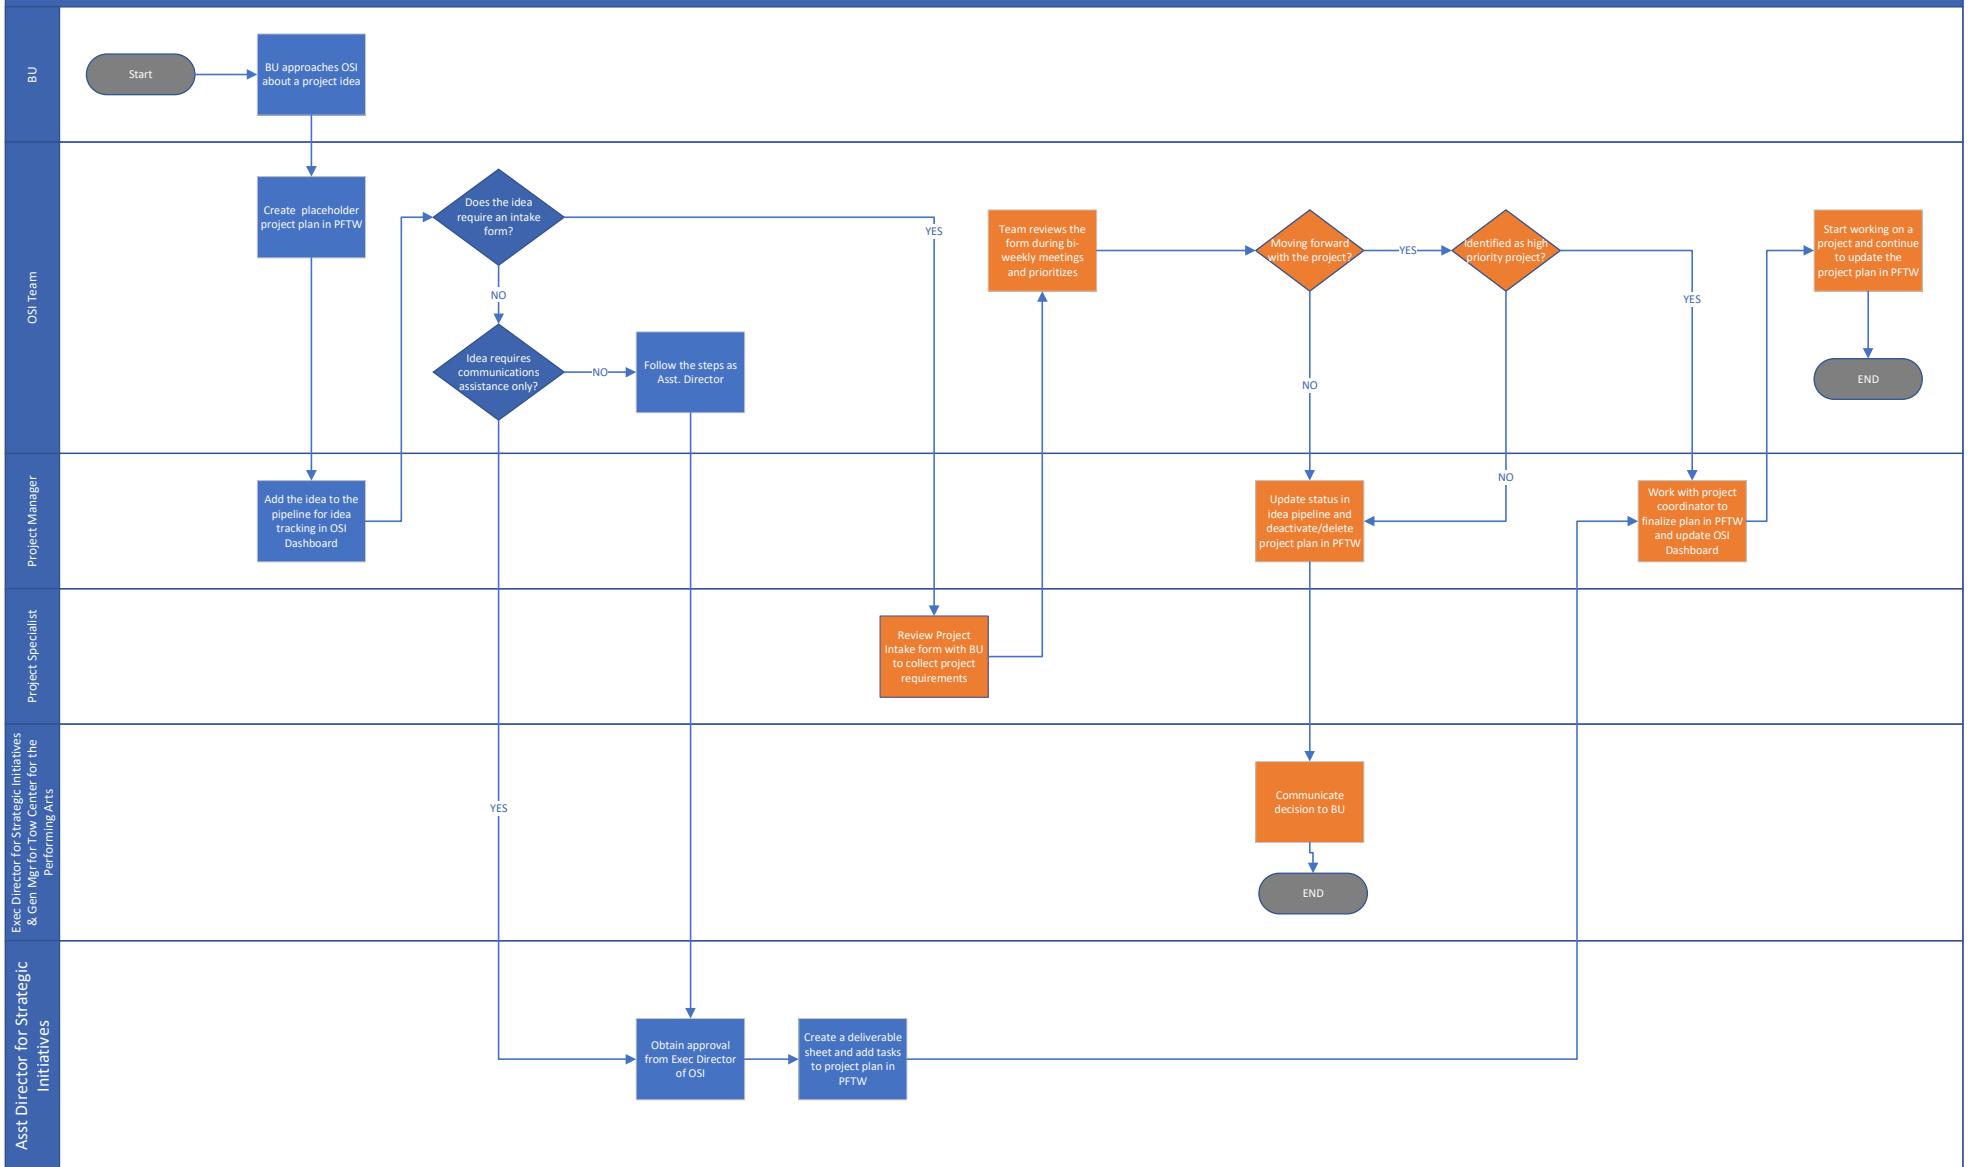 BU
Start
BU approaches OSI
about a project idea
OSI Team
Create placeholder
project plan in PFTW
Does the idea
require an intake
form?
YES
NO
Idea requires
communications
assistance only?
NO
Follow the steps as
Asst. Director
Team reviews the
form during bi-
weekly meetings
and prioritizes
Moving forward
with the project?
YES
Identified as high
priority project?
YES
NO
Start working on a
project and continue
to update the
project plan in PFTW
END
Project Manager
Add the idea to the
pipeline for idea
tracking in OSI
Dashboard
Update status in
idea pipeline and
deactivate/delete
project plan in PFTW
NO
Work with project
coordinator to
finalize plan in PFTW
and update OSI
Dashboard
Project Specialist
Review Project
Intake form with BU
to collect project
requirements
Exec Director for Strategic Initiatives
& Gen Mgr for Tow Center for the
Performing Arts
YES
Communicate
decision to BU
END
Asst Director for Strategic
Initiatives
Obtain approval
from Exec Director
of OSI
Create a deliverable
sheet and add tasks
to project plan in
PFTW